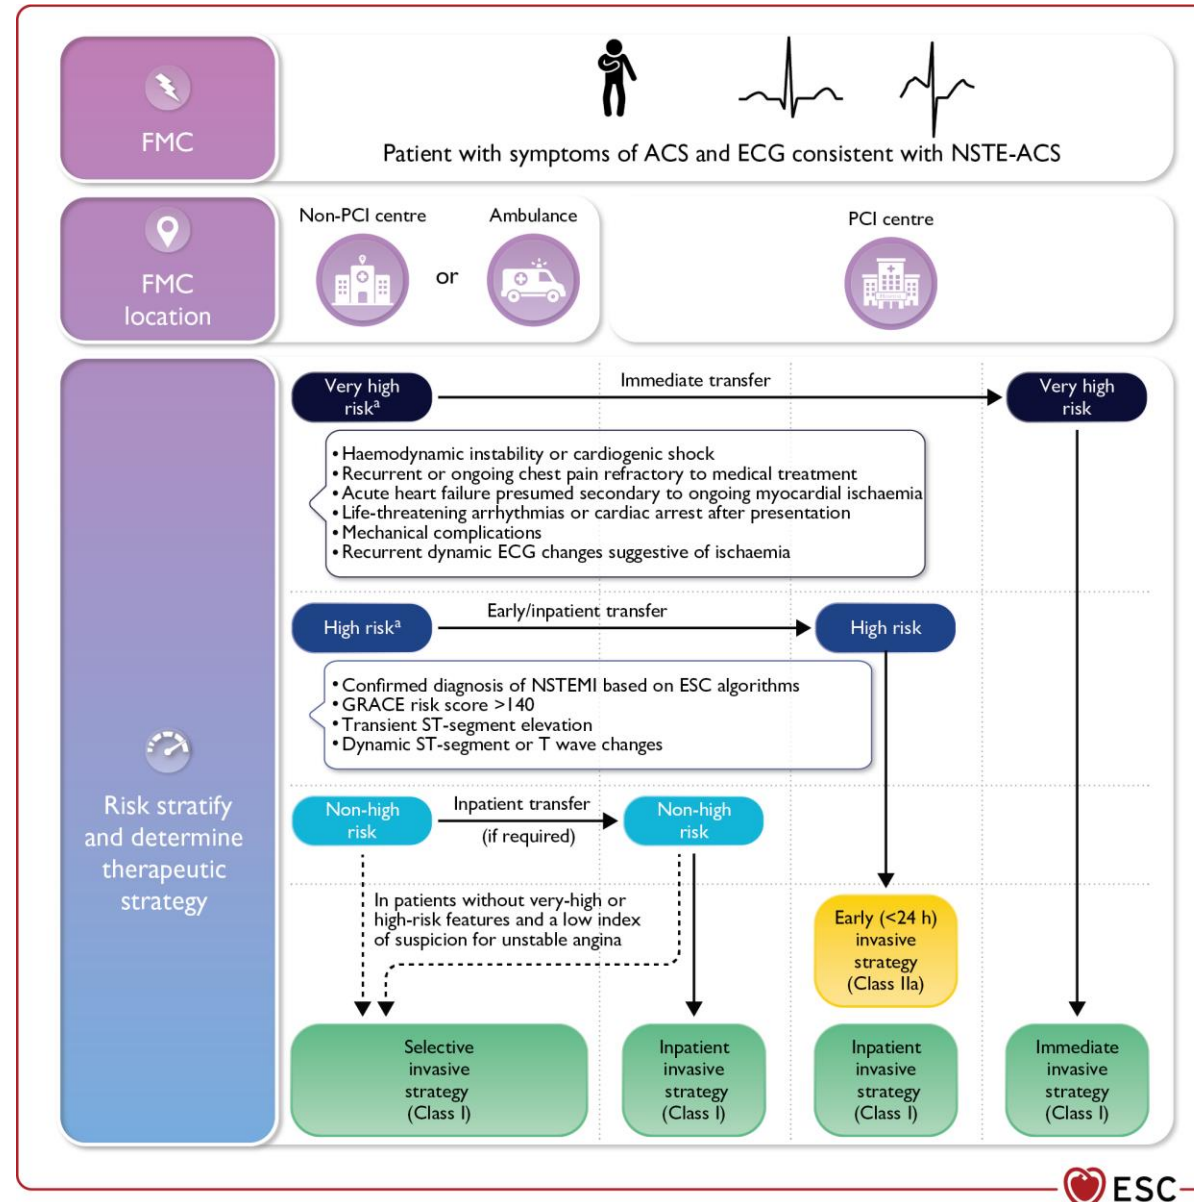 FMC
Patient with symptoms of ACS and ECG consistent with NSTE-ACS
FMC
location
Non-PCI centre
or
Ambulance
PCI centre
Risk stratify
and determine
therapeutic
strategy
Very high
riskᵃ
Immediate transfer
Very high
risk
• Haemodynamic instability or cardiogenic shock
• Recurrent or ongoing chest pain refractory to medical treatment
• Acute heart failure presumed secondary to ongoing myocardial ischaemia
• Life-threatening arrhythmias or cardiac arrest after presentation
• Mechanical complications
• Recurrent dynamic ECG changes suggestive of ischaemia
High riskᵃ
Early/inpatient transfer
High risk
• Confirmed diagnosis of NSTEMI based on ESC algorithms
• GRACE risk score >140
• Transient ST-segment elevation
• Dynamic ST-segment or T wave changes
Non-high
risk
Inpatient transfer
(if required)
Non-high
risk
In patients without very-high or
high-risk features and a low index
of suspicion for unstable angina
Early (<24 h)
invasive
strategy
(Class IIa)
Selective
invasive
strategy
(Class I)
Inpatient
invasive
strategy
(Class I)
Inpatient
invasive
strategy
(Class I)
Immediate
invasive
strategy
(Class I)
ESC